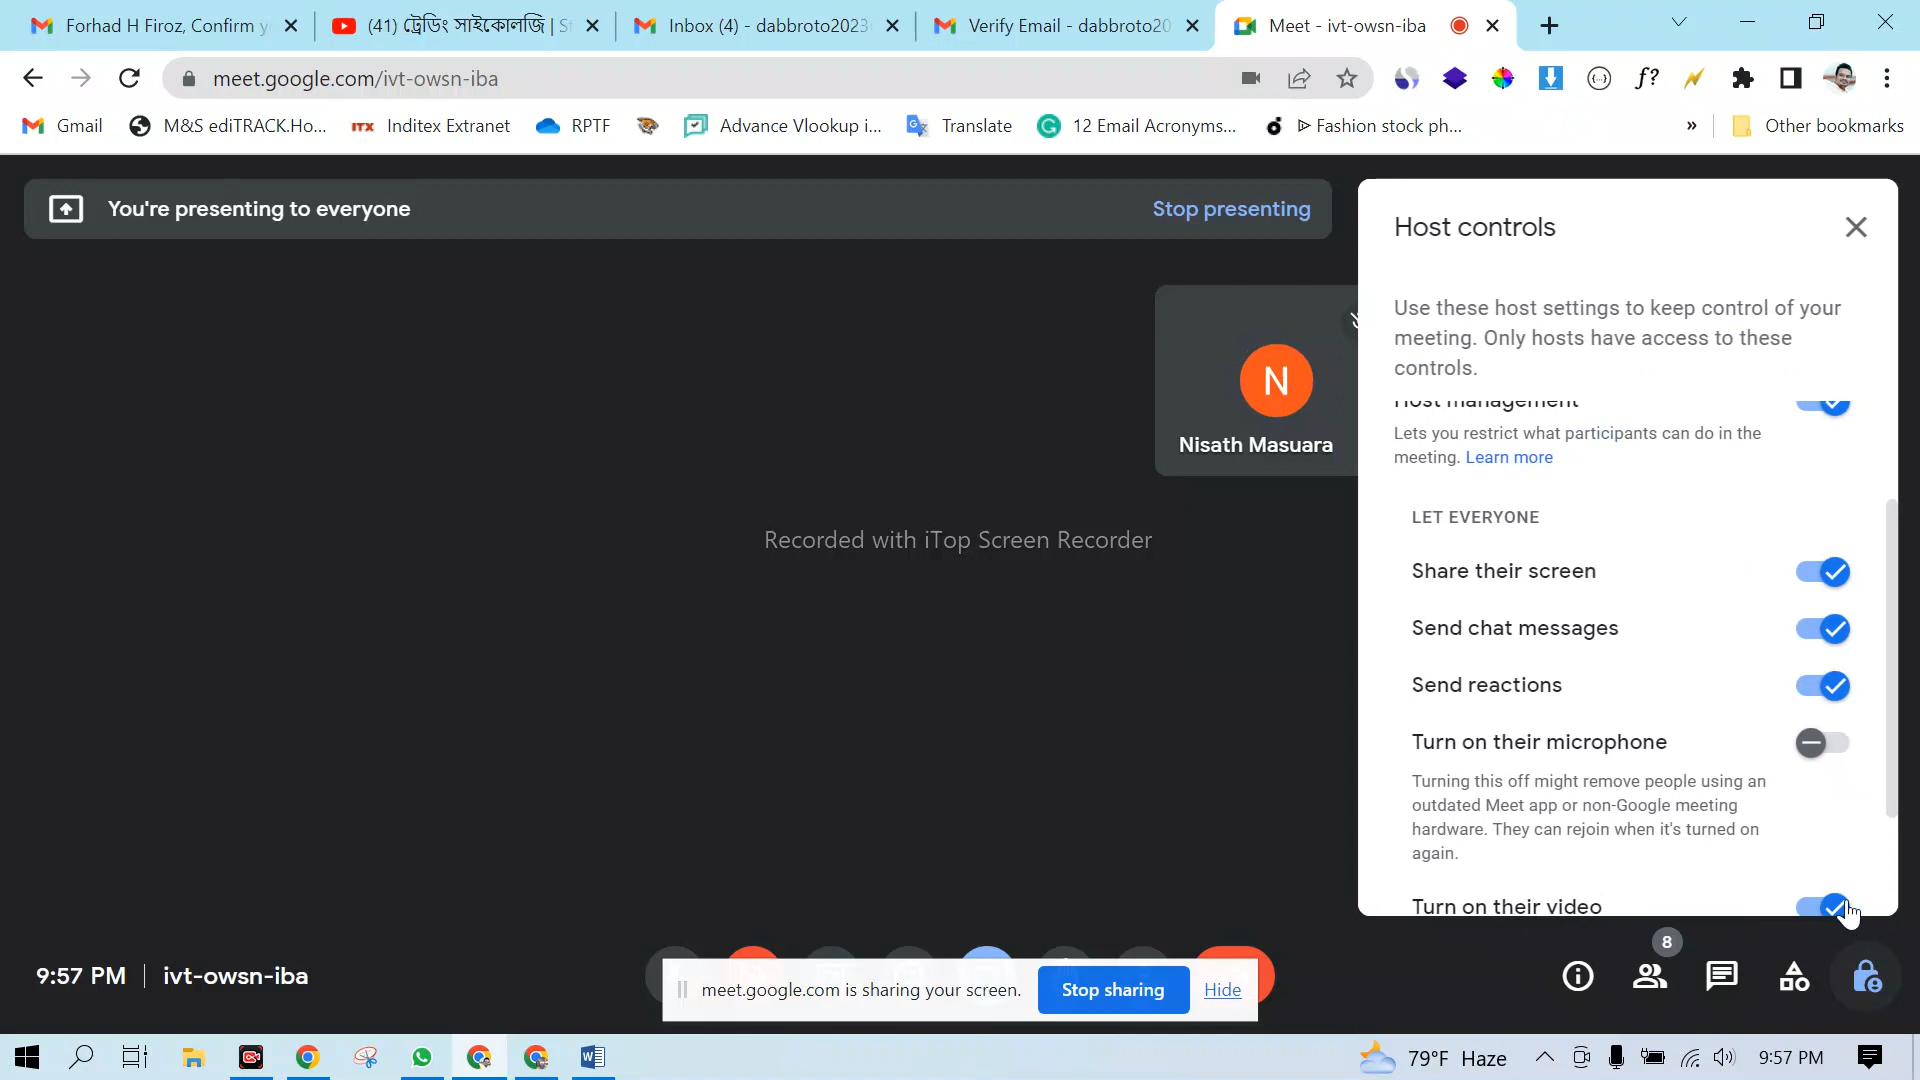 Forhad H Firoz, Confirm y
(41) ট্রেডিং সাইকোলজি | S
Inbox (4) - dabbroto2023
Verify Email - dabbroto20
Meet - ivt-owsn-iba
meet.google.com/ivt-owsn-iba
Gmail
M&S ediTRACK.Ho...
ITX Inditex Extranet
RPTF
Advance Vlookup i...
Translate
12 Email Acronyms...
Fashion stock ph...
Other bookmarks
You're presenting to everyone
Stop presenting
Host controls
Use these host settings to keep control of your
meeting. Only hosts have access to these
controls.
Host management
Lets you restrict what participants can do in the
meeting. Learn more
N
Nisath Masuara
LET EVERYONE
Recorded with iTop Screen Recorder
Share their screen
Send chat messages
Send reactions
Turn on their microphone
Turning this off might remove people using an
outdated Meet app or non-Google meeting
hardware. They can rejoin when it's turned on
again.
Turn on their video
8
9:57 PM
ivt-owsn-iba
meet.google.com is sharing your screen.
Stop sharing
Hide
79°F Haze
9:57 PM